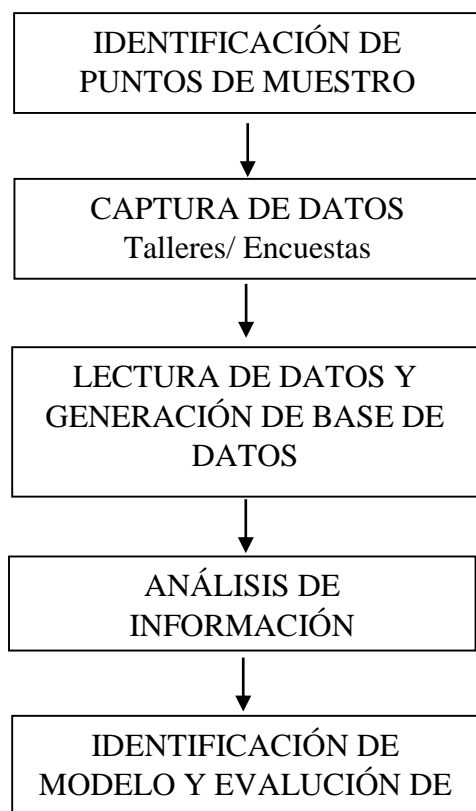 IDENTIFICACIÓN DE
PUNTOS DE MUESTRO
CAPTURA DE DATOS
Talleres/ Encuestas
LECTURA DE DATOS Y
GENERACIÓN DE BASE DE
DATOS
ANÁLISIS DE
INFORMACIÓN
IDENTIFICACIÓN DE
MODELO Y EVALUCIÓN DE